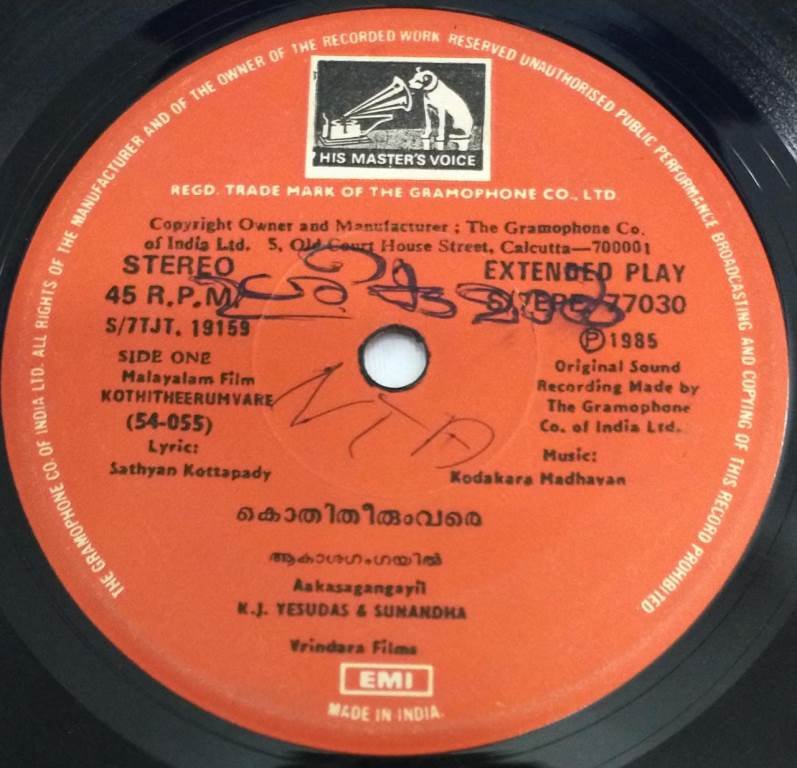 THE GRAMOPHONE CO. OF INDIA LTD. ALL RIGHTS OF THE MANUFACTURER AND OF THE OWNER OF THE RECORDED WORK RESERVED UNAUTHORISED PUBLIC PERFORMANCE BROADCASTING AND COPYING OF THIS RECORD PROHIBITED
HIS MASTER'S VOICE
REGD. TRADE MARK OF THE GRAMOPHONE CO., LTD.
Copyright Owner and Manufacturer ; The Gramophone Co.
of India Ltd. 5, Old Court House Street, Calcutta—700001
STEREO
45 R.P.M.
S/7TJT. 19159
SIDE ONE
Malayalam Film
KOTHITHEERUMVARE
(54-055)
Lyric:
Sathyan Kottapady
EXTENDED PLAY
77030
Ⓟ 1985
Original Sound
Recording Made by
The Gramophone
Co. of India Ltd.
Music:
Kodakara Madhavan
കൊതിതീരുംവരെ
ആകാശഗംഗയിൽ
Aakasagangayil
K.J. YESUDAS & SUNANDHA
Vrindara Films
EMI
MADE IN INDIA.